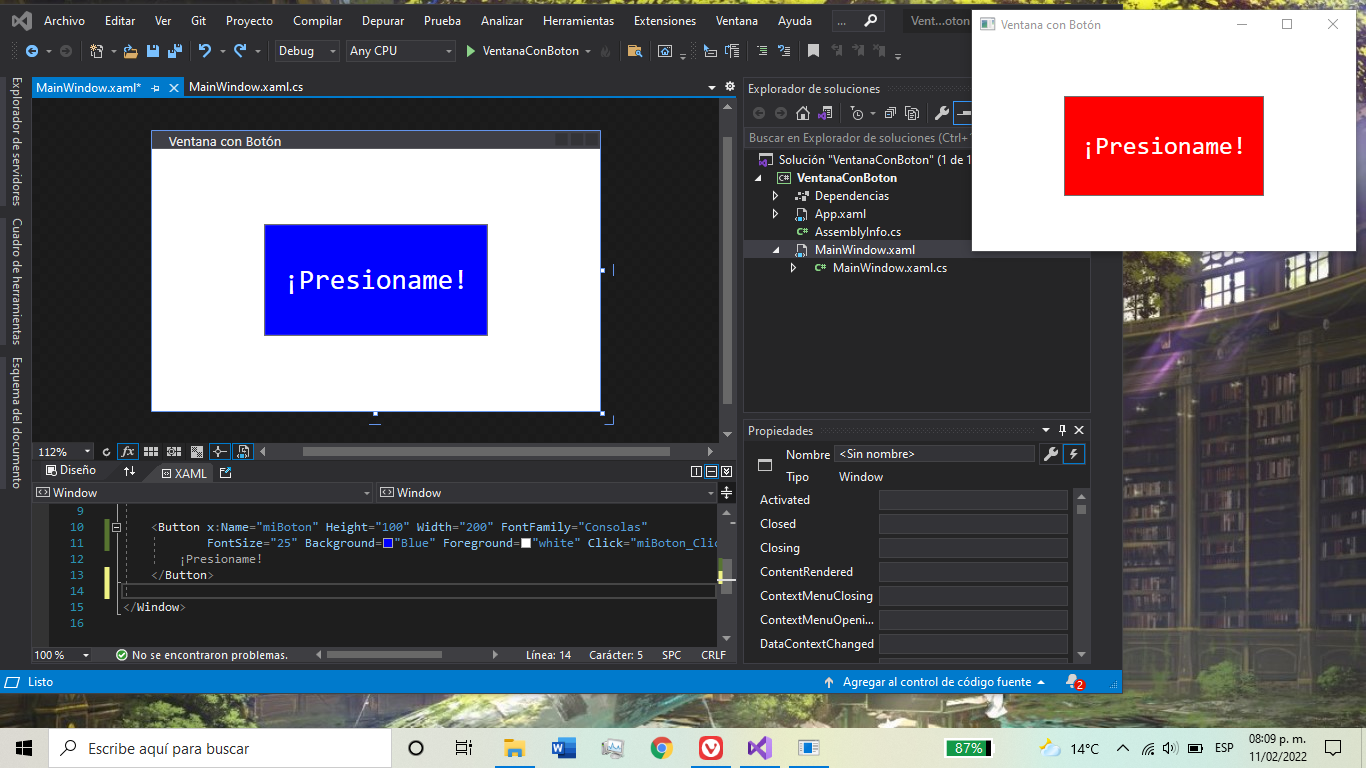 Archivo Editar Ver Git Proyecto Compilar Depurar Prueba Analizar Herramientas Extensiones Ventana Ayuda ... Vent...oton
Debug Any CPU VentanaConBoton
MainWindow.xaml* MainWindow.xaml.cs
Explorador de servidores
Cuadro de herramientas
Esquema del documento
Ventana con Botón
¡Presioname!
112%
Diseño XAML
Window Window
9
10 <Button x:Name="miBoton" Height="100" Width="200" FontFamily="Consolas"
11 FontSize="25" Background="Blue" Foreground="white" Click="miBoton_Clic
12 ¡Presioname!
13 </Button>
14
15 </Window>
16
100 % No se encontraron problemas. Línea: 14 Carácter: 5 SPC CRLF
Explorador de soluciones
Buscar en Explorador de soluciones (Ctrl+
Solución "VentanaConBoton" (1 de 1
C# VentanaConBoton
Dependencias
App.xaml
C# AssemblyInfo.cs
MainWindow.xaml
C# MainWindow.xaml.cs
Propiedades
Nombre <Sin nombre>
Tipo Window
Activated
Closed
Closing
ContentRendered
ContextMenuClosing
ContextMenuOpeni...
DataContextChanged
Ventana con Botón
¡Presioname!
Listo Agregar al control de código fuente 2
Escribe aquí para buscar 87% 14°C ESP 08:09 p. m.
11/02/2022